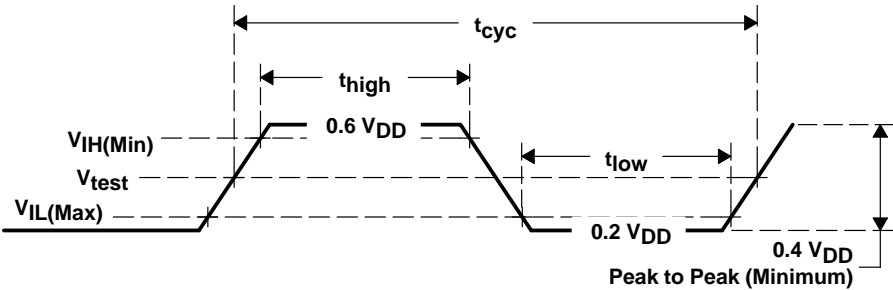 tcyc
thigh
VIH(Min)
0.6 VDD
Vtest
tlow
VIL(Max)
0.2 VDD
0.4 VDD
Peak to Peak (Minimum)